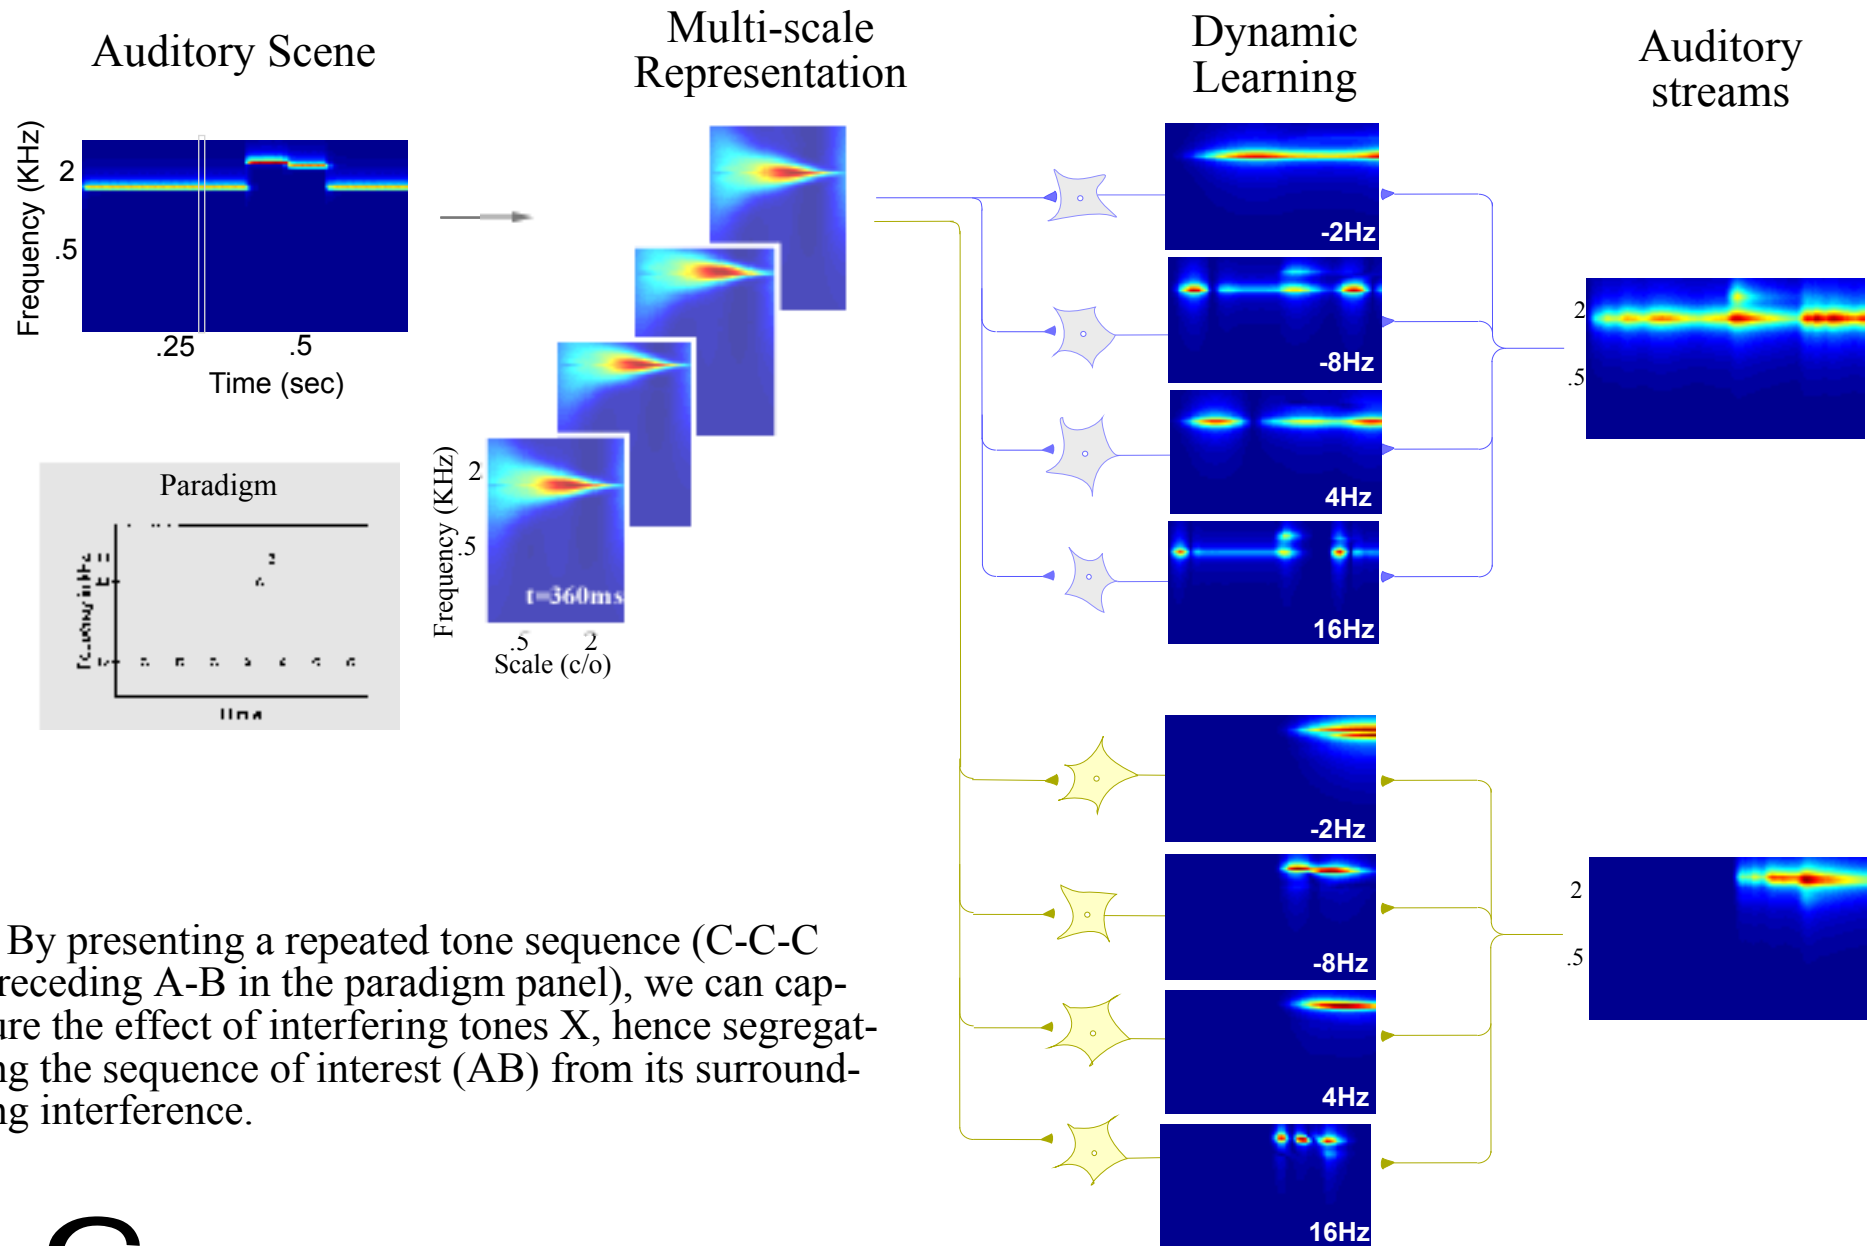 Auditory Scene
Multi-scale
Representation
Dynamic
Learning
Auditory
streams
Frequency (KHz)
2
.5
.25
.5
Time (sec)
Paradigm
Frequency (KHz)
2
.5
t=360ms
.5
2
Scale (c/o)
-2Hz
-8Hz
4Hz
16Hz
2
.5
-2Hz
-8Hz
4Hz
16Hz
2
.5
By presenting a repeated tone sequence (C-C-C
receding A-B in the paradigm panel), we can cap-
ure the effect of interfering tones X, hence segregat-
ng the sequence of interest (AB) from its surround-
ng interference.